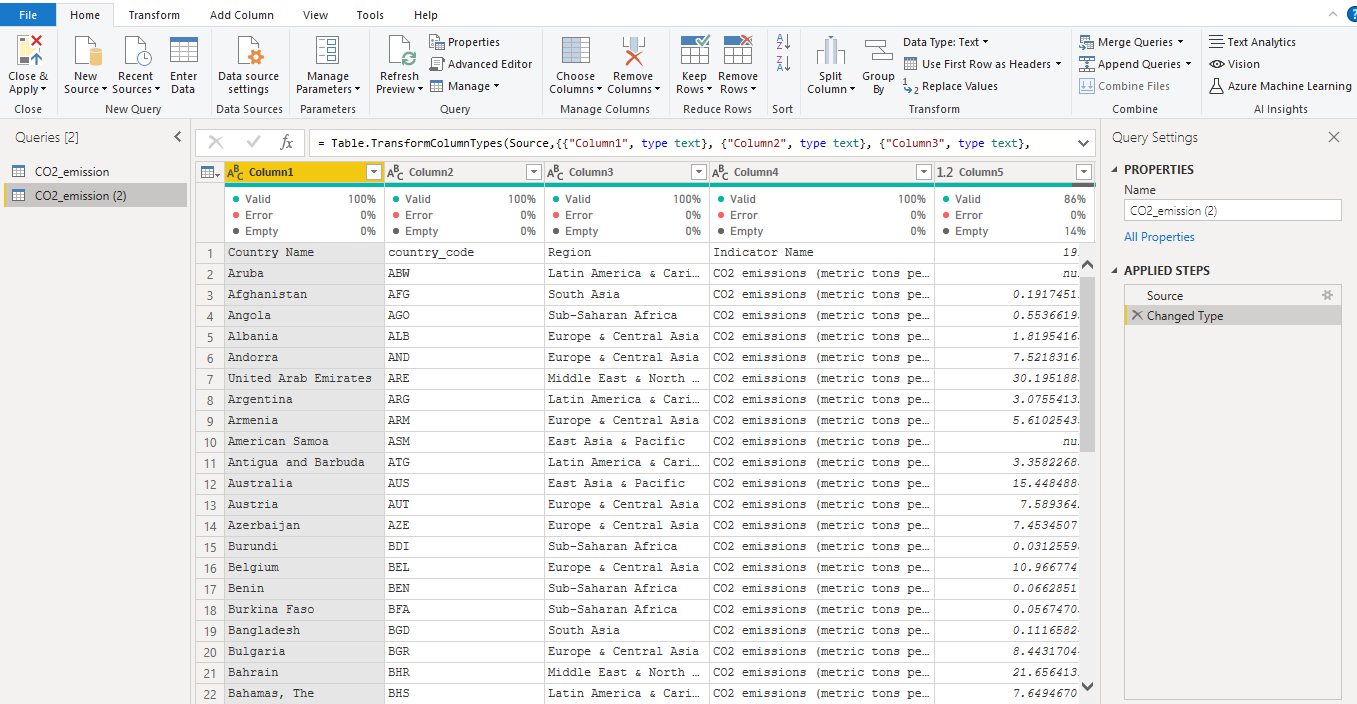 File Home Transform Add Column View Tools Help
Close & Apply New Source Recent Sources Enter Data Data source settings Manage Parameters Refresh Preview Properties Advanced Editor Manage Choose Columns Remove Columns Keep Rows Remove Rows Split Column Group By Data Type: Text Use First Row as Headers Replace Values Merge Queries Append Queries Combine Files Text Analytics Vision Azure Machine Learning
Close New Query Data Sources Parameters Query Manage Columns Reduce Rows Sort Transform Combine AI Insights
Queries [2]
CO2_emission
CO2_emission (2)
fx = Table.TransformColumnTypes(Source,{{"Column1", type text}, {"Column2", type text}, {"Column3", type text},
ABC Column1 ABC Column2 ABC Column3 ABC Column4 1.2 Column5
Valid 100% Valid 100% Valid 100% Valid 100% Valid 86%
Error 0% Error 0% Error 0% Error 0% Error 0%
Empty 0% Empty 0% Empty 0% Empty 0% Empty 14%
1 Country Name country_code Region Indicator Name 19
2 Aruba ABW Latin America & Cari... CO2 emissions (metric tons pe... nu
3 Afghanistan AFG South Asia CO2 emissions (metric tons pe... 0.1917451
4 Angola AGO Sub-Saharan Africa CO2 emissions (metric tons pe... 0.5536619
5 Albania ALB Europe & Central Asia CO2 emissions (metric tons pe... 1.8195416
6 Andorra AND Europe & Central Asia CO2 emissions (metric tons pe... 7.5218316
7 United Arab Emirates ARE Middle East & North ... CO2 emissions (metric tons pe... 30.195188
8 Argentina ARG Latin America & Cari... CO2 emissions (metric tons pe... 3.0755413
9 Armenia ARM Europe & Central Asia CO2 emissions (metric tons pe... 5.6102543
10 American Samoa ASM East Asia & Pacific CO2 emissions (metric tons pe... nu
11 Antigua and Barbuda ATG Latin America & Cari... CO2 emissions (metric tons pe... 3.3582268
12 Australia AUS East Asia & Pacific CO2 emissions (metric tons pe... 15.448488
13 Austria AUT Europe & Central Asia CO2 emissions (metric tons pe... 7.589364
14 Azerbaijan AZE Europe & Central Asia CO2 emissions (metric tons pe... 7.4534507
15 Burundi BDI Sub-Saharan Africa CO2 emissions (metric tons pe... 0.0312559
16 Belgium BEL Europe & Central Asia CO2 emissions (metric tons pe... 10.966774
17 Benin BEN Sub-Saharan Africa CO2 emissions (metric tons pe... 0.0662851
18 Burkina Faso BFA Sub-Saharan Africa CO2 emissions (metric tons pe... 0.0567470
19 Bangladesh BGD South Asia CO2 emissions (metric tons pe... 0.1116582
20 Bulgaria BGR Europe & Central Asia CO2 emissions (metric tons pe... 8.4431704
21 Bahrain BHR Middle East & North ... CO2 emissions (metric tons pe... 21.656413
22 Bahamas, The BHS Latin America & Cari... CO2 emissions (metric tons pe... 7.6494670
Query Settings
PROPERTIES
Name
CO2_emission (2)
All Properties
APPLIED STEPS
Source
Changed Type